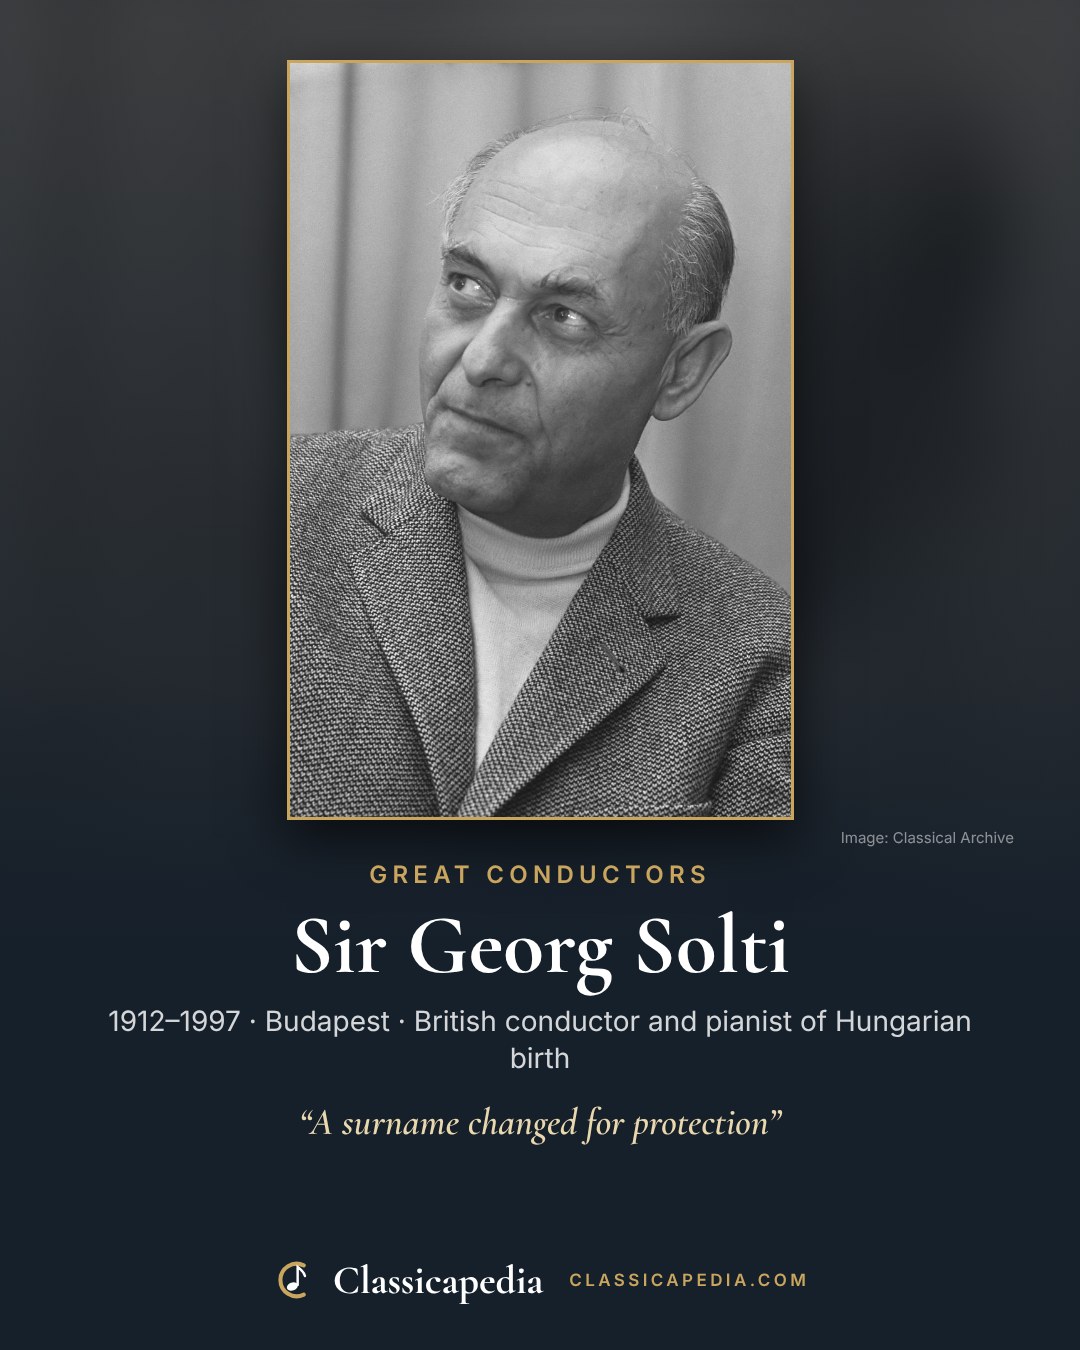 Image: Classical Archive
GREAT CONDUCTORS
Sir Georg Solti
1912–1997 · Budapest · British conductor and pianist of Hungarian
birth
“A surname changed for protection”
Classicapedia CLASSICAPEDIA.COM